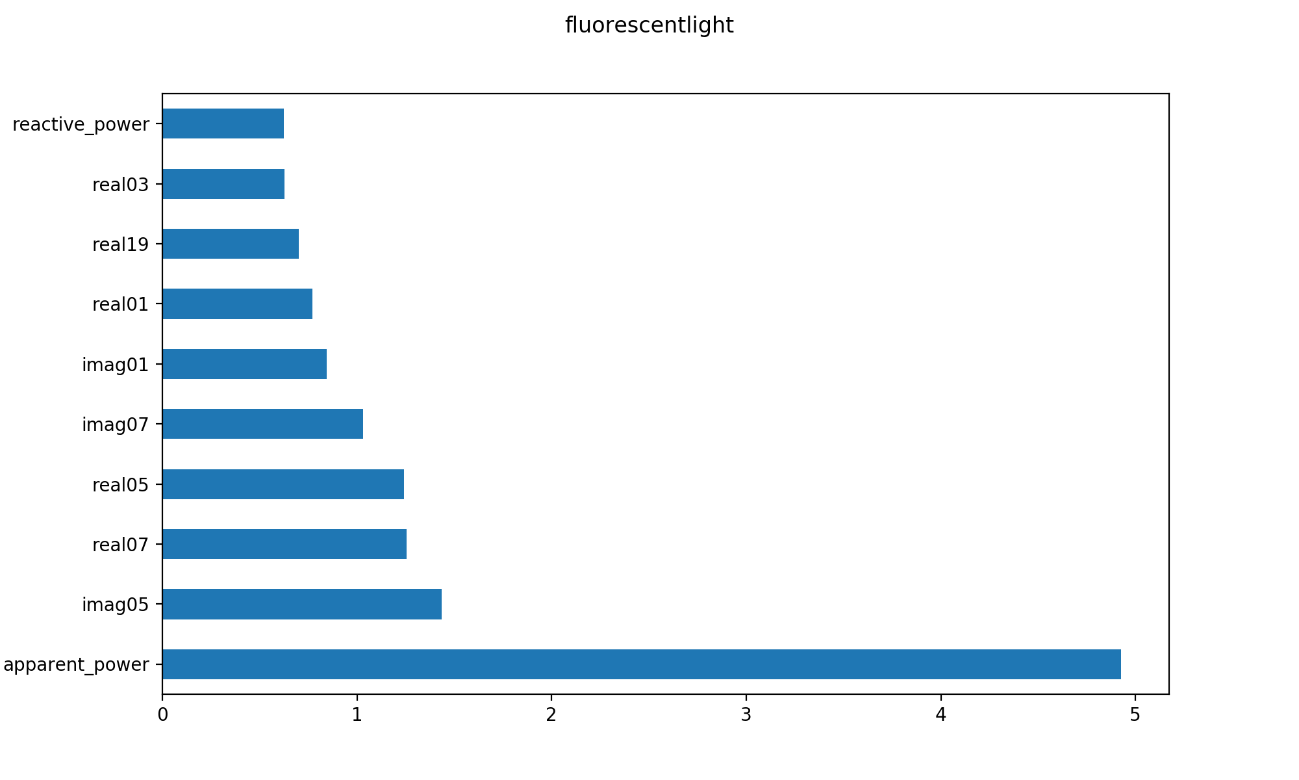 fluorescentlight
reactive_power
real03
real19
real01
imag01
imag07
real05
real07
imag05
apparent_power
0 1 2 3 4 5